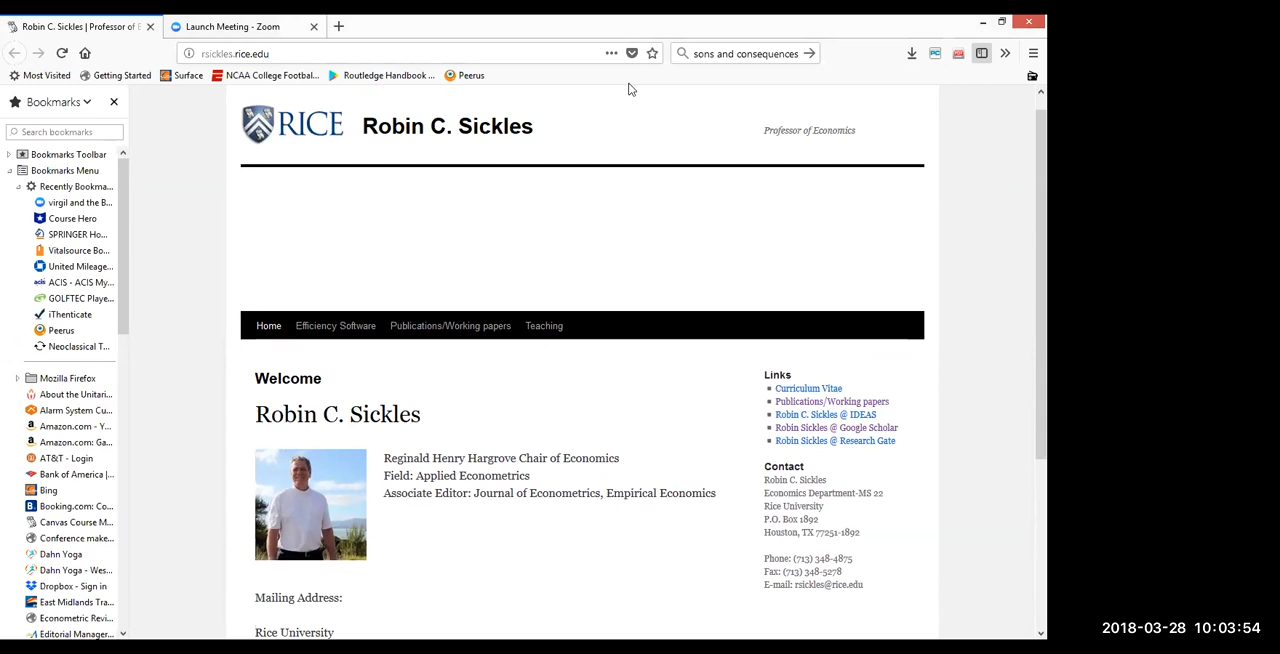 Robin C. Sickles | Professor of E
Launch Meeting - Zoom
rsickles.rice.edu
sons and consequences
Most Visited
Getting Started
Surface
NCAA College Footbal...
Routledge Handbook ...
Peerus
Bookmarks
Search bookmarks
Bookmarks Toolbar
Bookmarks Menu
Recently Bookma...
virgil and the B...
Course Hero
SPRINGER Ho...
Vitalsource Bo...
United Mileage...
ACIS - ACIS My...
GOLFTEC Playe...
iThenticate
Peerus
Neoclassical T...
Mozilla Firefox
About the Unitari...
Alarm System Cu...
Amazon.com - Y...
Amazon.com: Ga...
AT&T - Login
Bank of America |...
Bing
Booking.com: Co...
Canvas Course M...
Conference make...
Dahn Yoga
Dahn Yoga - Wes...
Dropbox - Sign in
East Midlands Tra...
Econometric Revi...
Editorial Manager...
RICE
Robin C. Sickles
Professor of Economics
Home
Efficiency Software
Publications/Working papers
Teaching
Welcome
Robin C. Sickles
Reginald Henry Hargrove Chair of Economics
Field: Applied Econometrics
Associate Editor: Journal of Econometrics, Empirical Economics
Mailing Address:
Rice University
Links
Curriculum Vitae
Publications/Working papers
Robin C. Sickles @ IDEAS
Robin Sickles @ Google Scholar
Robin Sickles @ Research Gate
Contact
Robin C. Sickles
Economics Department-MS 22
Rice University
P.O. Box 1892
Houston, TX 77251-1892
Phone: (713) 348-4875
Fax: (713) 348-5278
E-mail: rsickles@rice.edu
2018-03-28 10:03:54